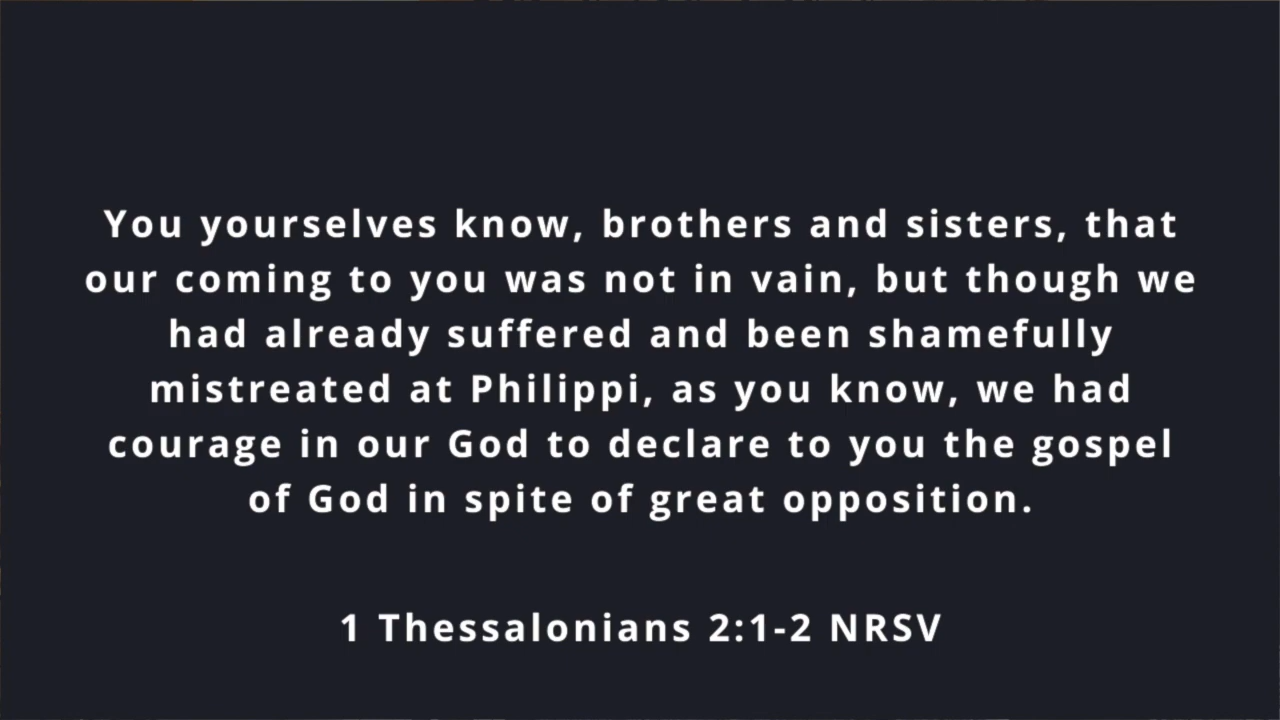 You yourselves know, brothers and sisters, that
our coming to you was not in vain, but though we
had already suffered and been shamefully
mistreated at Philippi, as you know, we had
courage in our God to declare to you the gospel
of God in spite of great opposition.
1 Thessalonians 2:1-2 NRSV